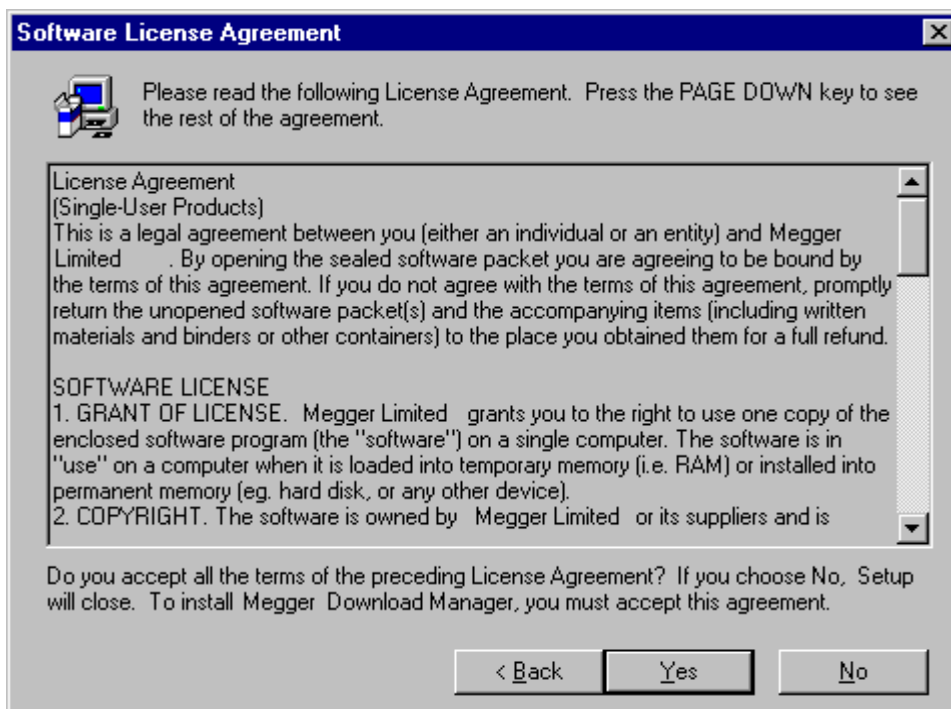 Software License Agreement
Please read the following License Agreement. Press the PAGE DOWN key to see
the rest of the agreement.
License Agreement
(Single-User Products)
This is a legal agreement between you (either an individual or an entity) and Megger
Limited . By opening the sealed software packet you are agreeing to be bound by
the terms of this agreement. If you do not agree with the terms of this agreement, promptly
return the unopened software packet(s) and the accompanying items (including written
materials and binders or other containers) to the place you obtained them for a full refund.
SOFTWARE LICENSE
1. GRANT OF LICENSE. Megger Limited grants you to the right to use one copy of the
enclosed software program (the "software") on a single computer. The software is in
"use" on a computer when it is loaded into temporary memory (i.e. RAM) or installed into
permanent memory (eg. hard disk, or any other device).
2. COPYRIGHT. The software is owned by Megger Limited or its suppliers and is
Do you accept all the terms of the preceding License Agreement? If you choose No, Setup
will close. To install Megger Download Manager, you must accept this agreement.
< Back Yes No